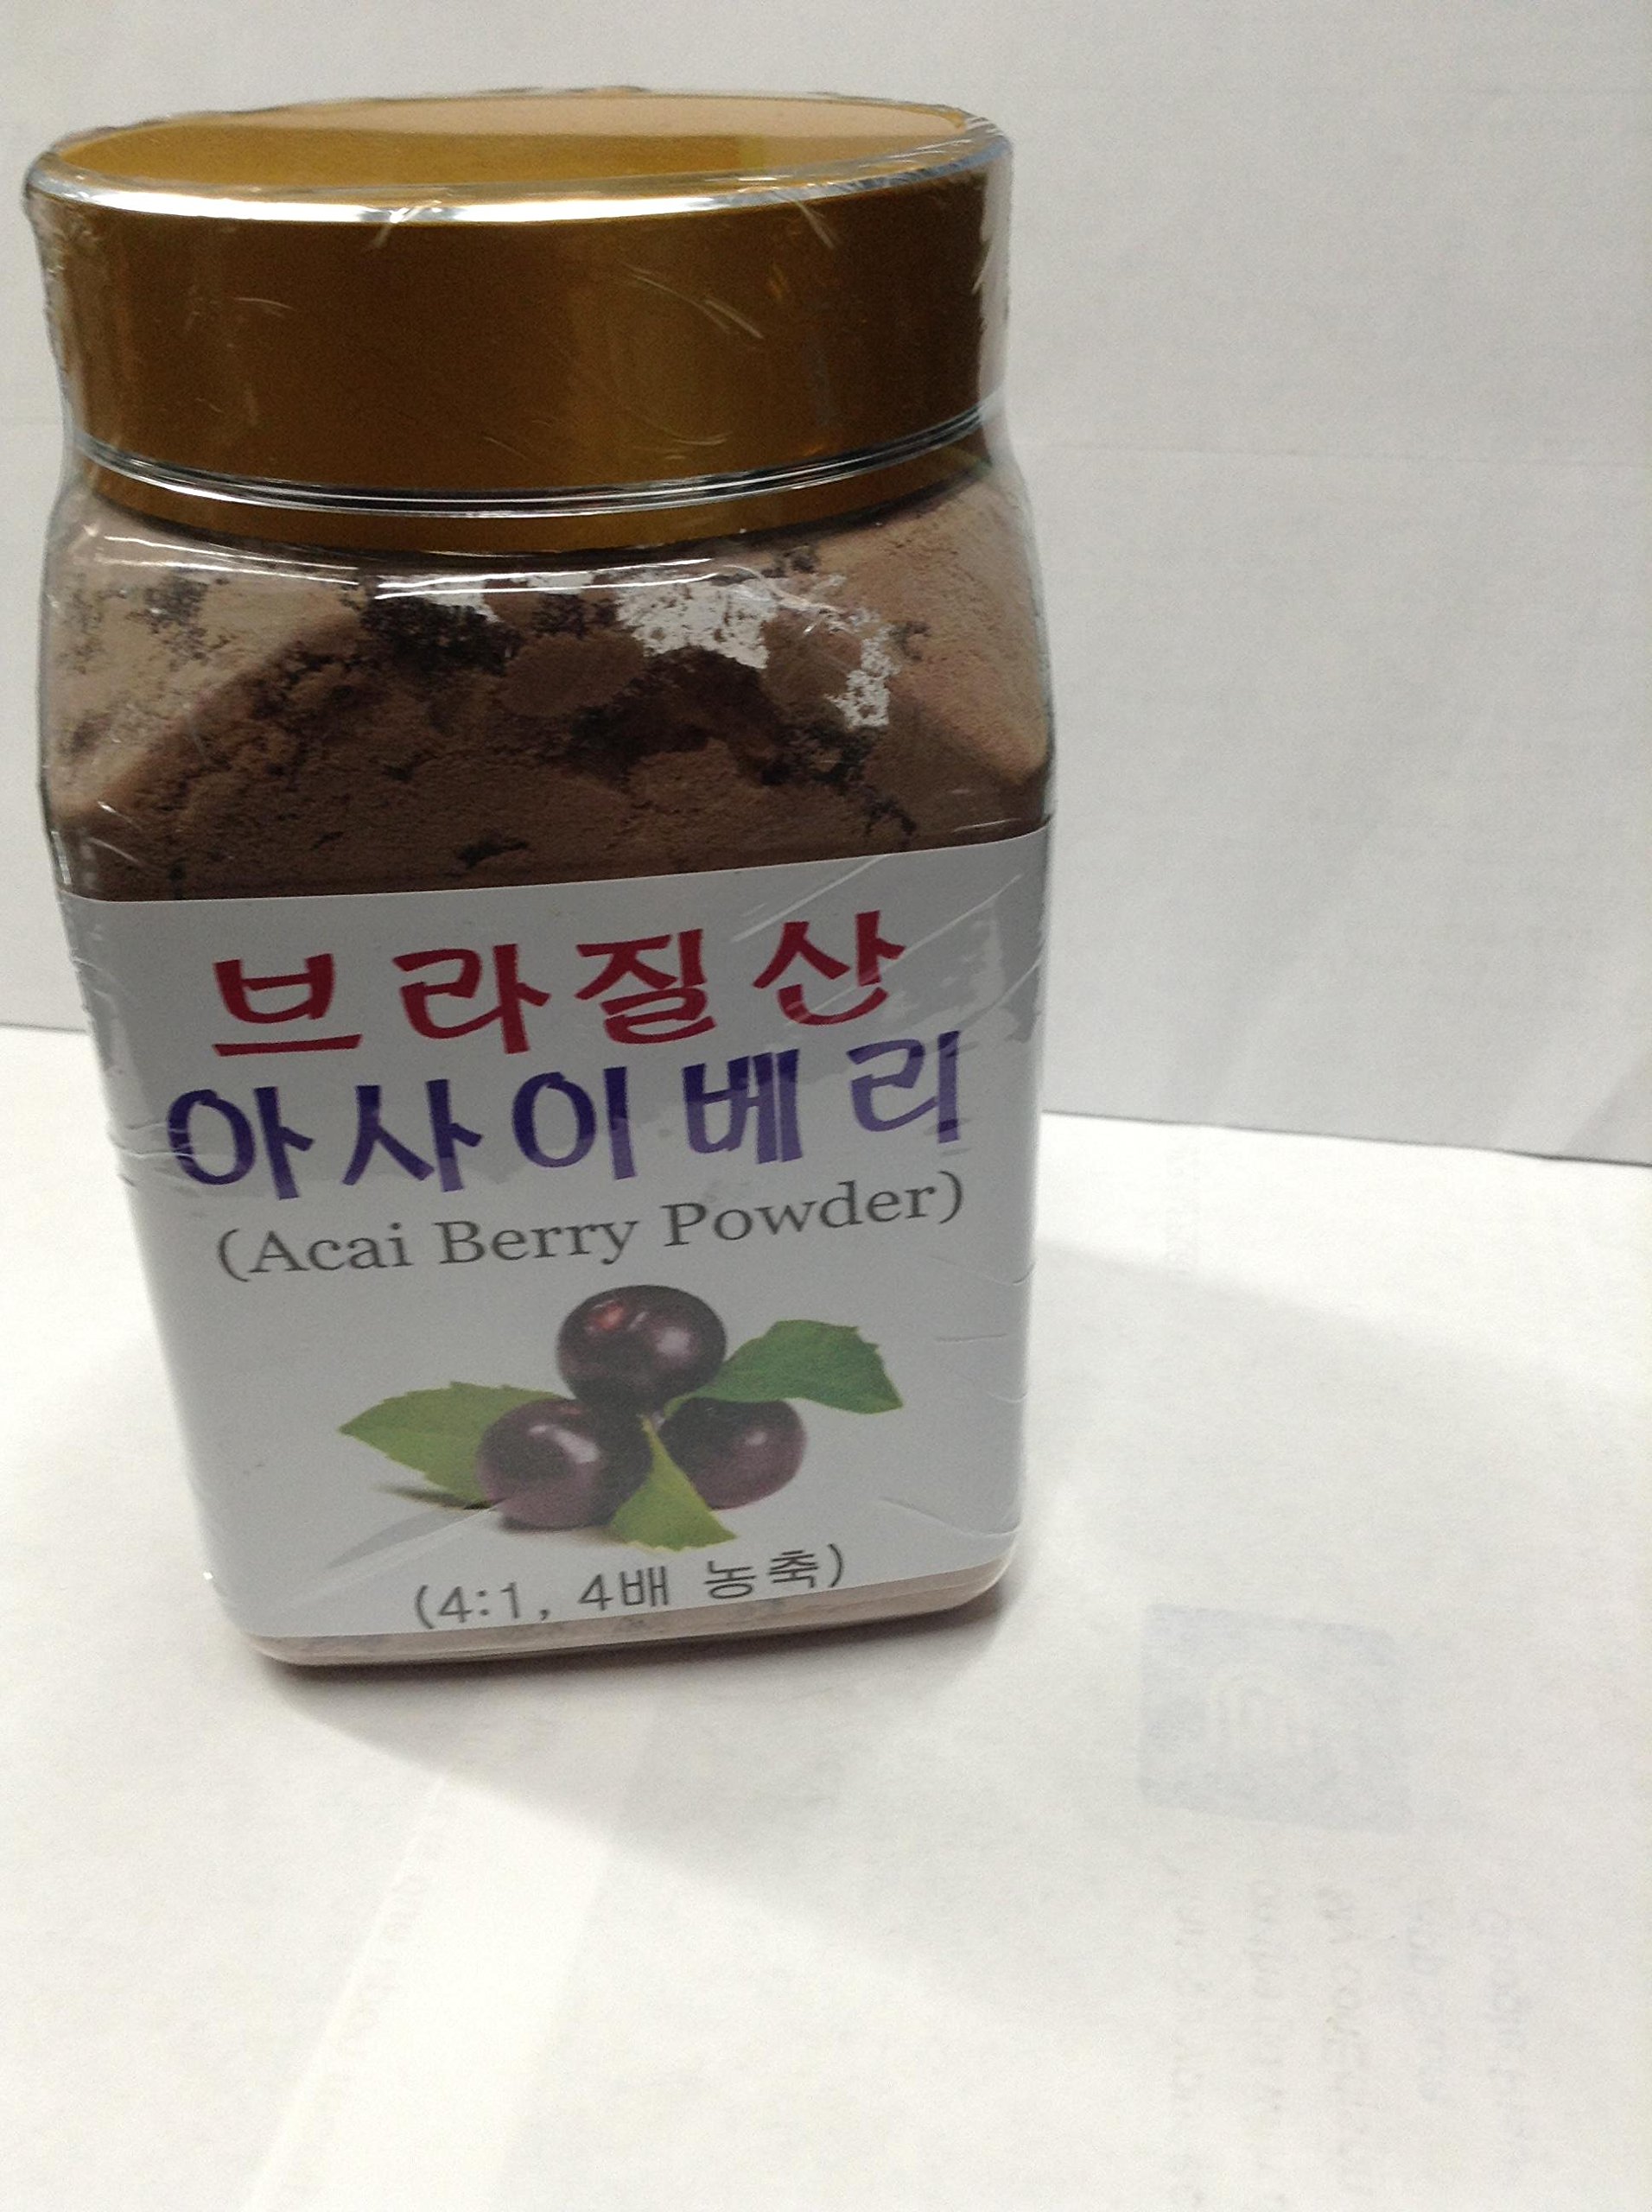 브라질산
아사이베리
(Acai Berry Powder)
(4:1, 4배 농축)